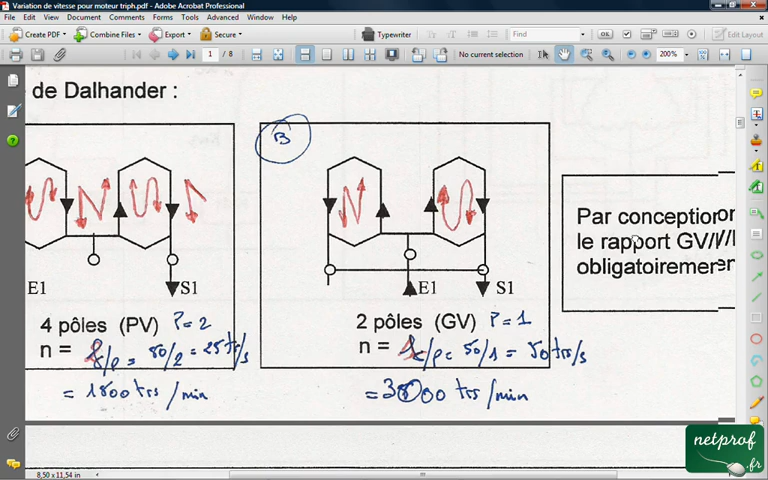 Variation de vitesse pour moteur triph.pdf - Adobe Acrobat Professional
File Edit View Document Comments Forms Tools Advanced Window Help
Create PDF Combine Files Export Secure
Typewriter Find Edit Layout
1 / 8 No current selection 200%
de Dalhander :
B
N S N S
Par conception
le rapport GV/
obligatoiremer
E1 S1 E1 S1
4 pôles (PV) P=2 2 pôles (GV) P=1
n = f/p = 50/2 = 25 trs/s n = f/p = 50/1 = 50 trs/s
= 1500 trs/min = 3000 trs/min
8,50 x 11,54 in
netprof
.fr